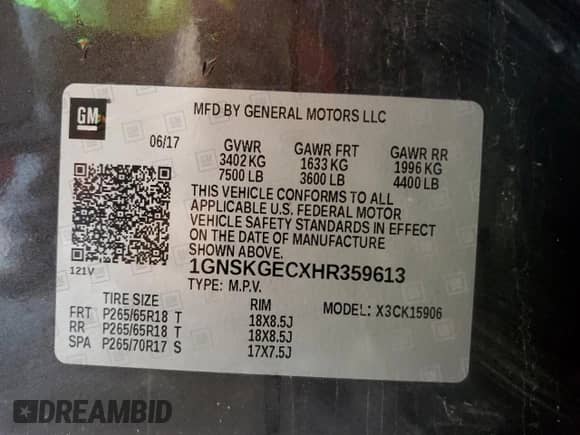 GM
MFD BY GENERAL MOTORS LLC
06/17 GVWR GAWR FRT GAWR RR
3402 KG 1633 KG 1996 KG
7500 LB 3600 LB 4400 LB
THIS VEHICLE CONFORMS TO ALL
APPLICABLE U.S. FEDERAL MOTOR
VEHICLE SAFETY STANDARDS IN EFFECT
ON THE DATE OF MANUFACTURE
SHOWN ABOVE.
121V
1GNSKGECXHR359613
TYPE: M.P.V.
TIRE SIZE RIM MODEL: X3CK15906
FRT P265/65R18 T 18X8.5J
RR P265/65R18 T 18X8.5J
SPA P265/70R17 S 17X7.5J
DREAMBID